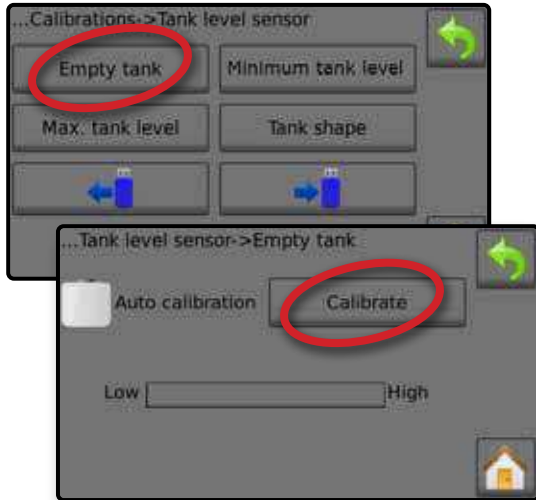 ...Calibrations->Tank level sensor
Empty tank
Minimum tank level
Max. tank level
Tank shape
...Tank level sensor->Empty tank
Auto calibration
Calibrate
Low
High